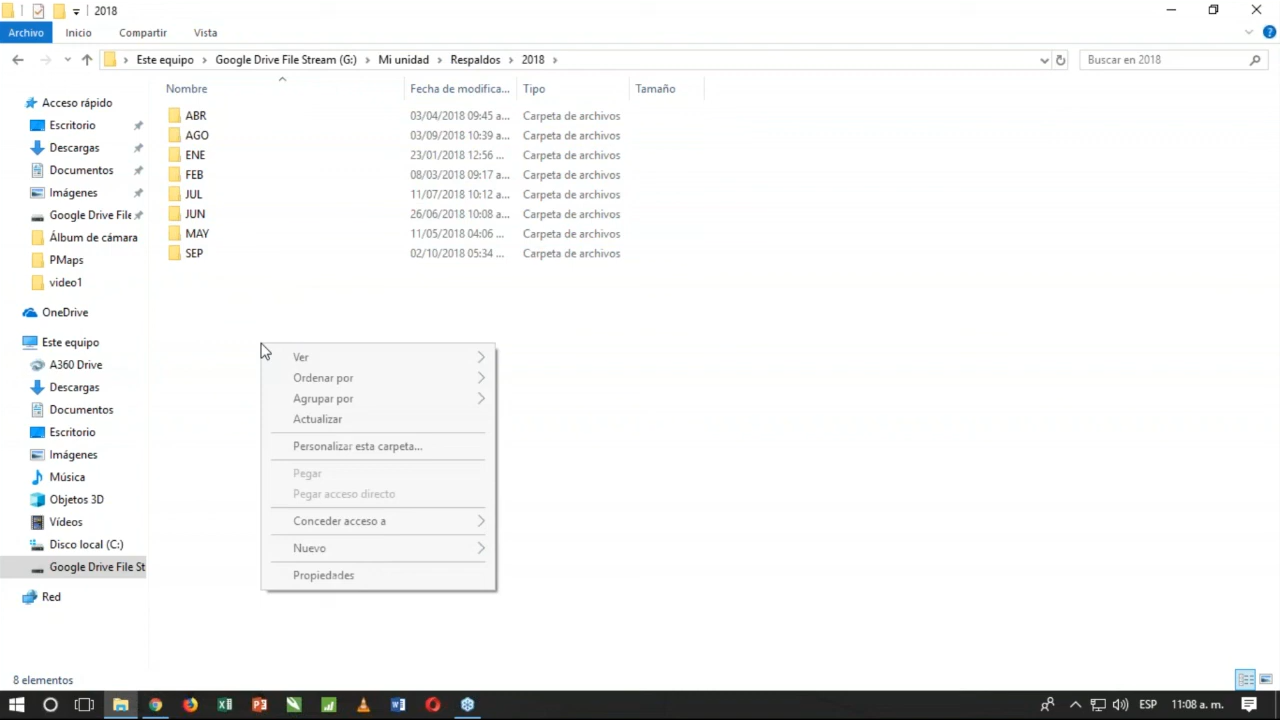 2018
Archivo Inicio Compartir Vista
Este equipo Google Drive File Stream (G:) Mi unidad Respaldos 2018 Buscar en 2018
Nombre Fecha de modifica... Tipo Tamaño
ABR 03/04/2018 09:45 a... Carpeta de archivos
AGO 03/09/2018 10:39 a... Carpeta de archivos
ENE 23/01/2018 12:56 ... Carpeta de archivos
FEB 08/03/2018 09:17 a... Carpeta de archivos
JUL 11/07/2018 10:12 a... Carpeta de archivos
JUN 26/06/2018 10:08 a... Carpeta de archivos
MAY 11/05/2018 04:06 ... Carpeta de archivos
SEP 02/10/2018 05:34 ... Carpeta de archivos
Acceso rápido
Escritorio
Descargas
Documentos
Imágenes
Google Drive File
Álbum de cámara
PMaps
video1
OneDrive
Este equipo
A360 Drive
Descargas
Documentos
Escritorio
Imágenes
Música
Objetos 3D
Vídeos
Disco local (C:)
Google Drive File St
Red
Ver
Ordenar por
Agrupar por
Actualizar
Personalizar esta carpeta...
Pegar
Pegar acceso directo
Conceder acceso a
Nuevo
Propiedades
8 elementos
ESP 11:08 a. m.